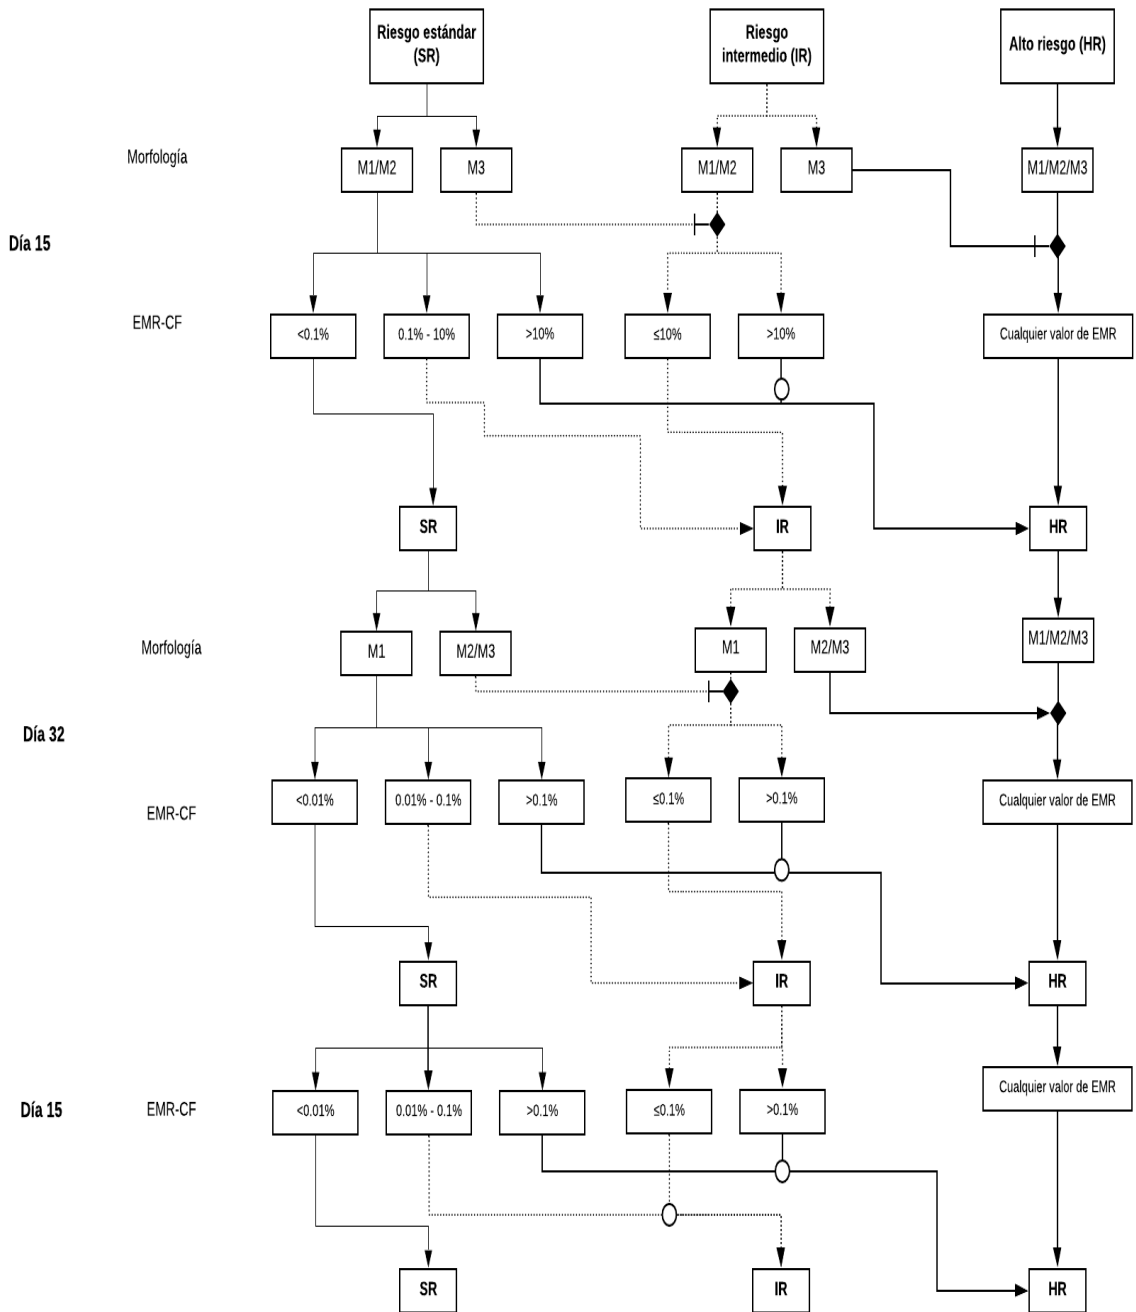 Riesgo estándar
(SR)
Riesgo
intermedio (IR)
Alto riesgo (HR)
Morfología
M1/M2
M3
M1/M2
M3
M1/M2/M3
Día 15
EMR-CF
<0.1%
0.1% - 10%
>10%
≤10%
>10%
Cualquier valor de EMR
SR
IR
HR
Morfología
M1
M2/M3
M1
M2/M3
M1/M2/M3
Día 32
EMR-CF
<0.01%
0.01% - 0.1%
>0.1%
≤0.1%
>0.1%
Cualquier valor de EMR
SR
IR
HR
Día 15
EMR-CF
<0.01%
0.01% - 0.1%
>0.1%
≤0.1%
>0.1%
Cualquier valor de EMR
SR
IR
HR